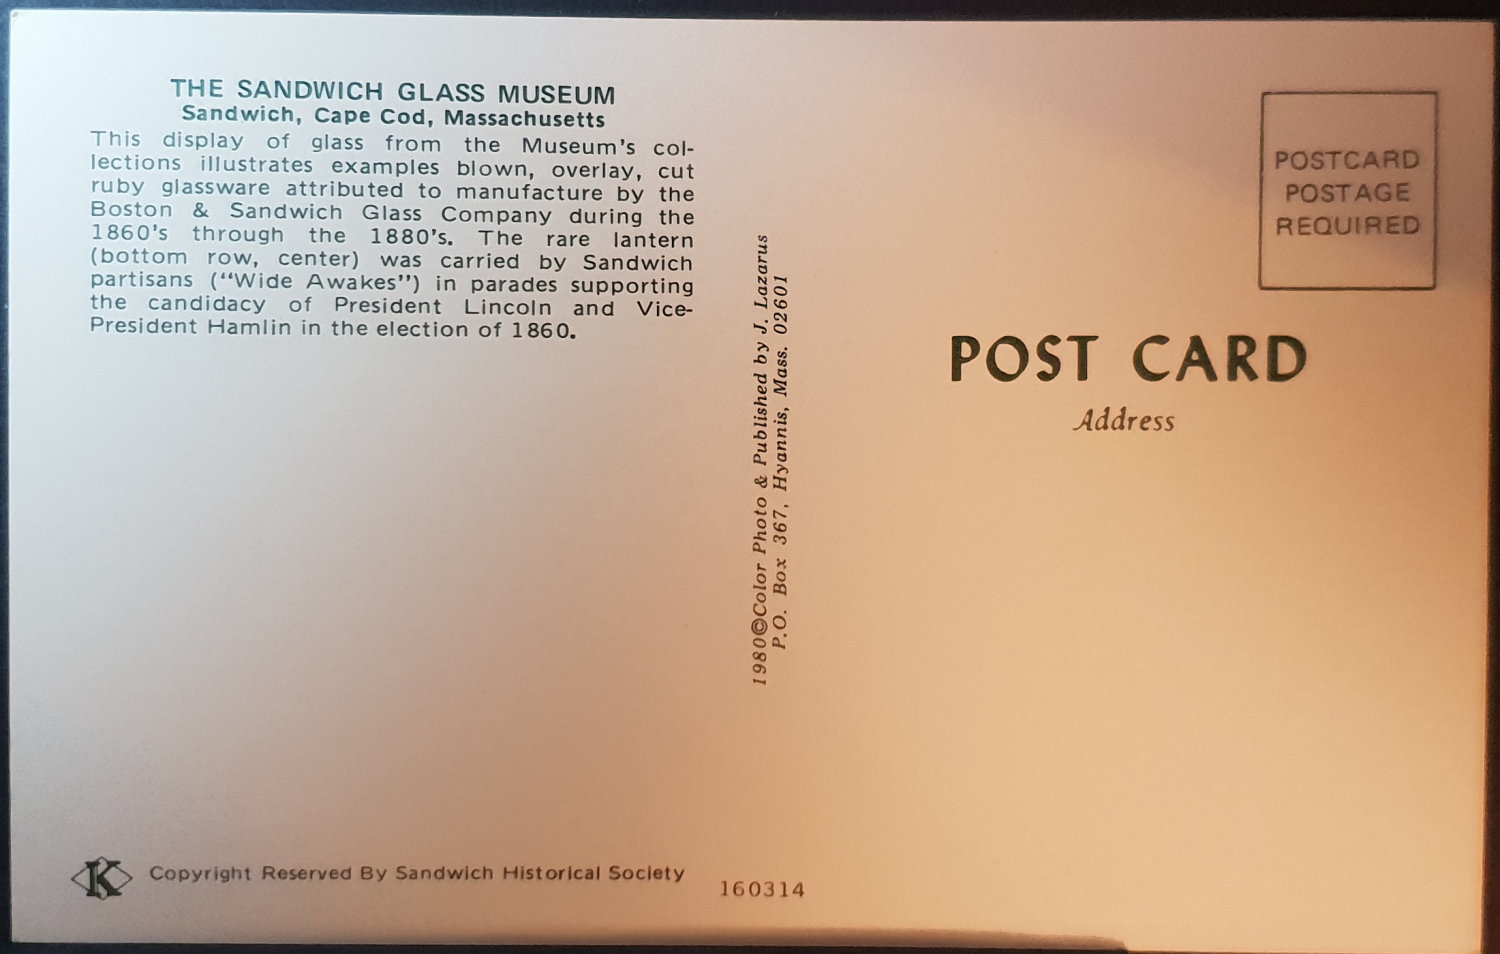 THE SANDWICH GLASS MUSEUM
Sandwich, Cape Cod, Massachusetts
This display of glass from the Museum's col-
lections illustrates examples blown, overlay, cut
ruby glassware attributed to manufacture by the
Boston & Sandwich Glass Company during the
1860's through the 1880's. The rare lantern
(bottom row, center) was carried by Sandwich
partisans ("Wide Awakes") in parades supporting
the candidacy of President Lincoln and Vice-
President Hamlin in the election of 1860.
K Copyright Reserved By Sandwich Historical Society
1980©Color Photo & Published by J. Lazarus
P.O. Box 367, Hyannis, Mass. 02601
160314
POSTCARD
POSTAGE
REQUIRED
POST CARD
Address